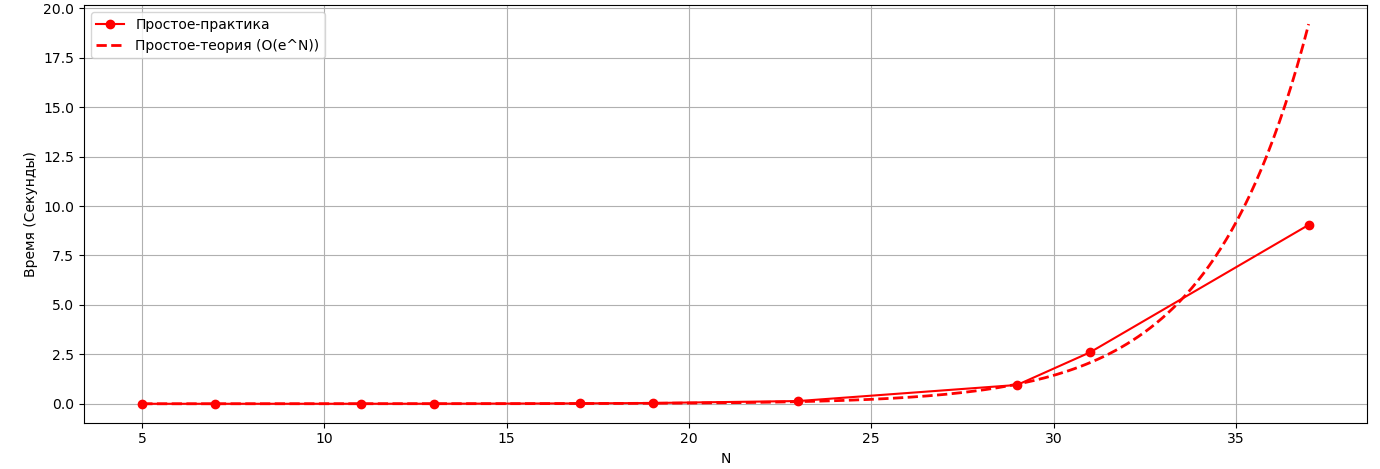 Простое-практика
Простое-теория (O(e^N))
20.0
17.5
15.0
12.5
10.0
7.5
5.0
2.5
0.0
Время (Секунды)
5 10 15 20 25 30 35
N